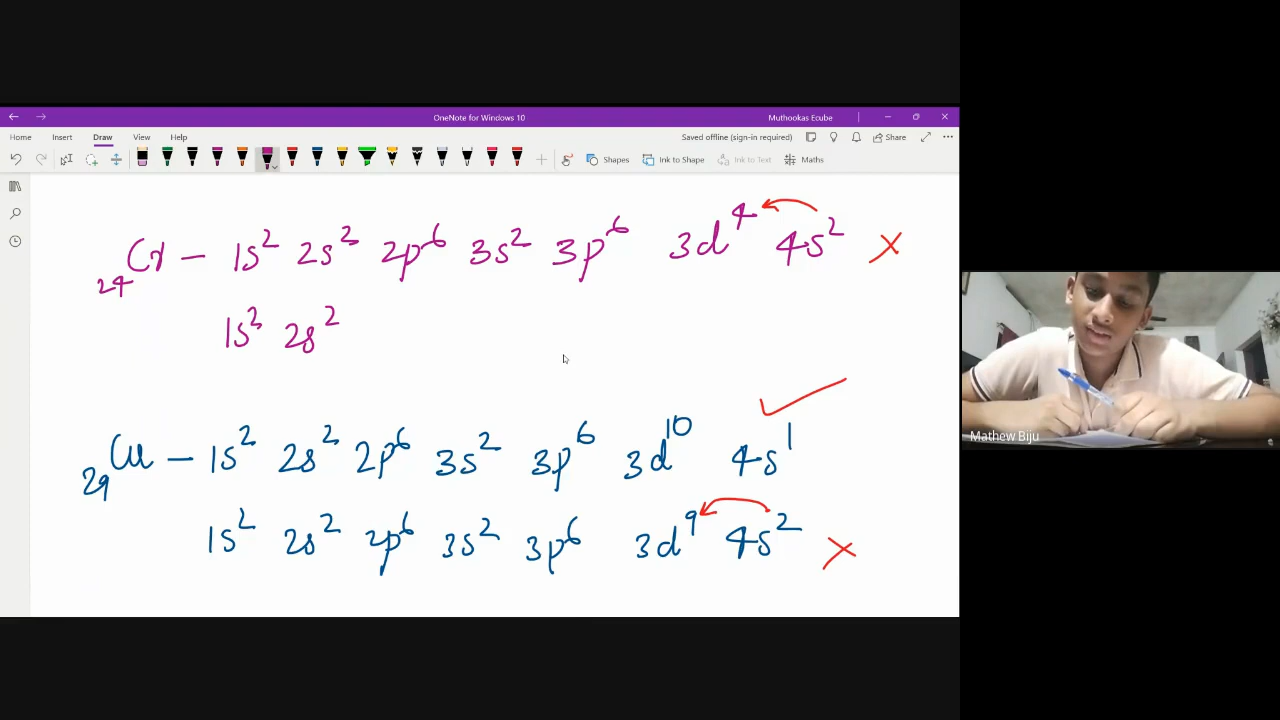 OneNote for Windows 10
Muthookas Ecube
Home Insert Draw View Help
Saved offline (sign-in required) Share
Shapes Ink to Shape Ink to Text Maths
₂₄Cr – 1s² 2s² 2p⁶ 3s² 3p⁶ 3d⁴ 4s² ×
1s² 2s²
₂₉Cu – 1s² 2s² 2p⁶ 3s² 3p⁶ 3d¹⁰ 4s¹ ✓
1s² 2s² 2p⁶ 3s² 3p⁶ 3d⁹ 4s² ×
Mathew Biju